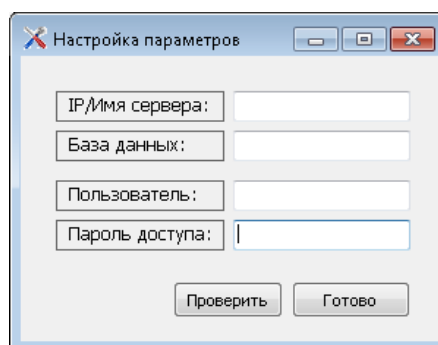 Настройка параметров
IP/Имя сервера:
База данных:
Пользователь:
Пароль доступа:
Проверить Готово